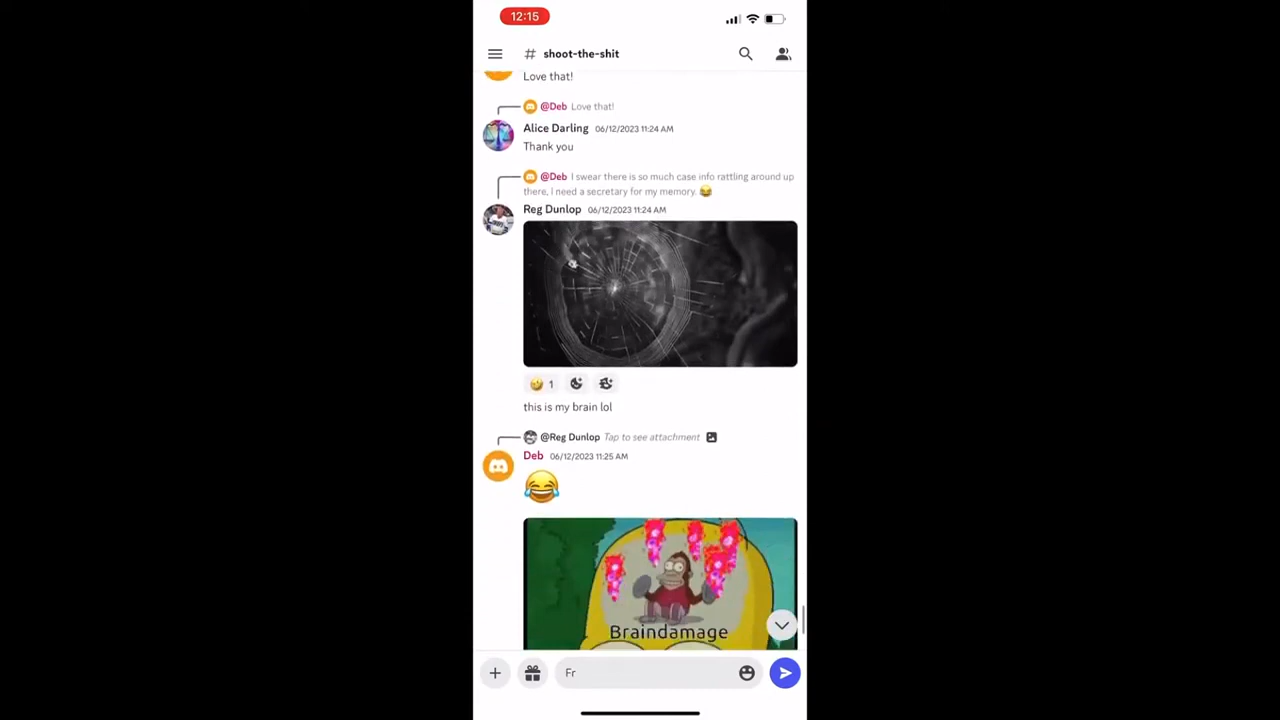 12:15
# shoot-the-shit
Love that!
@Deb Love that!
Alice Darling 06/12/2023 11:24 AM
Thank you
@Deb I swear there is so much case info rattling around up
there, i need a secretary for my memory. 😂
Reg Dunlop 06/12/2023 11:24 AM
🤣 1
this is my brain lol
@Reg Dunlop Tap to see attachment
Deb 06/12/2023 11:25 AM
😂
Braindamage
Fr